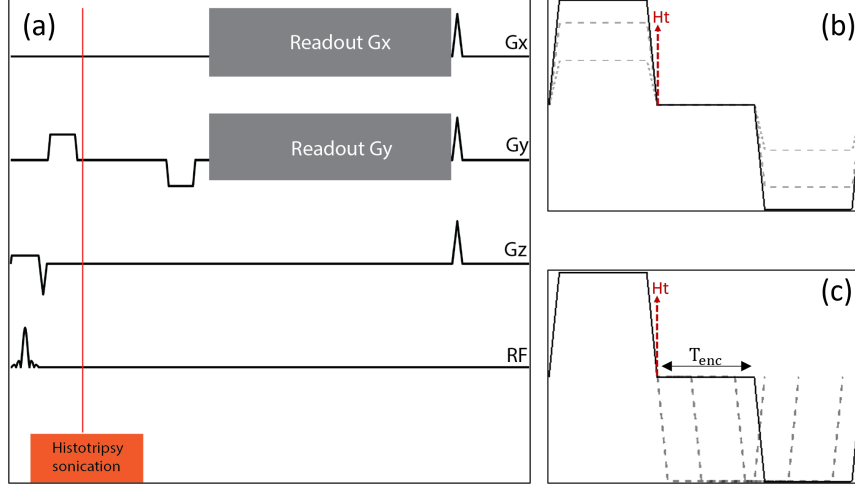 (a)
Readout Gx
Gx
Readout Gy
Gy
Gz
RF
Histotripsy
sonication
(b)
Ht
(c)
Ht
Tenc